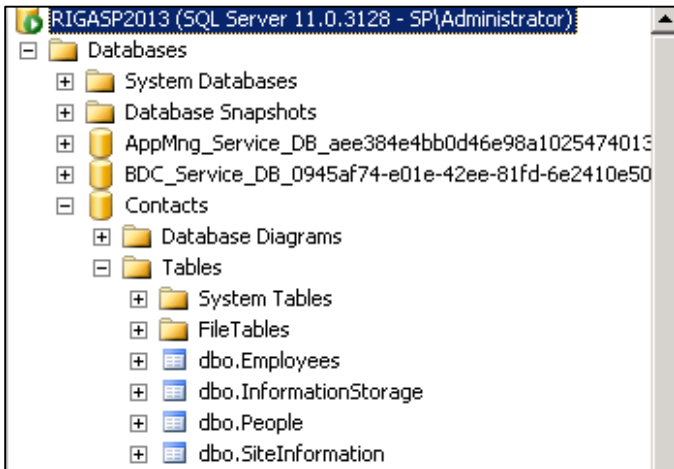 RIGASP2013 (SQL Server 11.0.3128 - SP\Administrator)
Databases
System Databases
Database Snapshots
AppMng_Service_DB_aee384e4bb0d46e98a1025474013
BDC_Service_DB_0945af74-e01e-42ee-81fd-6e2410e50
Contacts
Database Diagrams
Tables
System Tables
FileTables
dbo.Employees
dbo.InformationStorage
dbo.People
dbo.SiteInformation